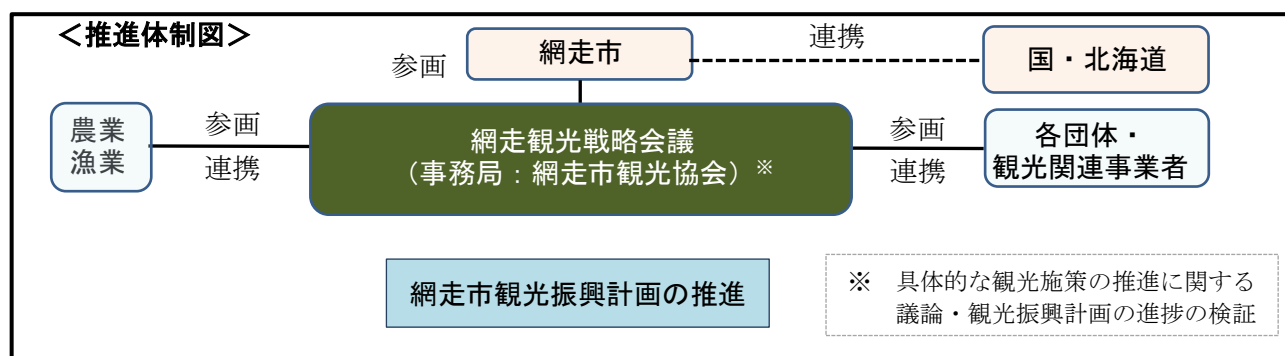 ＜推進体制図＞
参画
網走市
連携
国・北海道
農業
漁業
参画
連携
網走観光戦略会議
（事務局：網走市観光協会）※
参画
連携
各団体・
観光関連事業者
網走市観光振興計画の推進
※　具体的な観光施策の推進に関する
議論・観光振興計画の進捗の検証